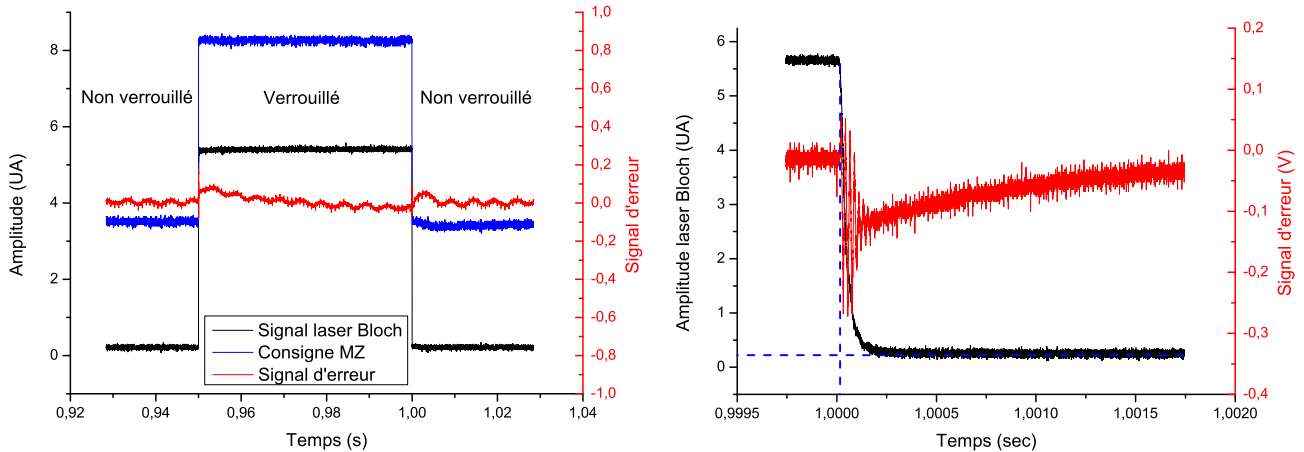 1,0
0,8
0,6
0,4
0,2
0,0
-0,2
-0,4
-0,6
-0,8
-1,0
Signal d'erreur
8
6
4
2
0
Amplitude (UA)
Non verrouillé
Verrouillé
Non verrouillé
Signal laser Bloch
Consigne MZ
Signal d'erreur
0,92 0,94 0,96 0,98 1,00 1,02 1,04
Temps (s)
6
5
4
3
2
1
0
Amplitude laser Bloch (UA)
0,2
0,1
0,0
-0,1
-0,2
-0,3
-0,4
Signal d'erreur (V)
0,9995 1,0000 1,0005 1,0010 1,0015 1,0020
Temps (sec)